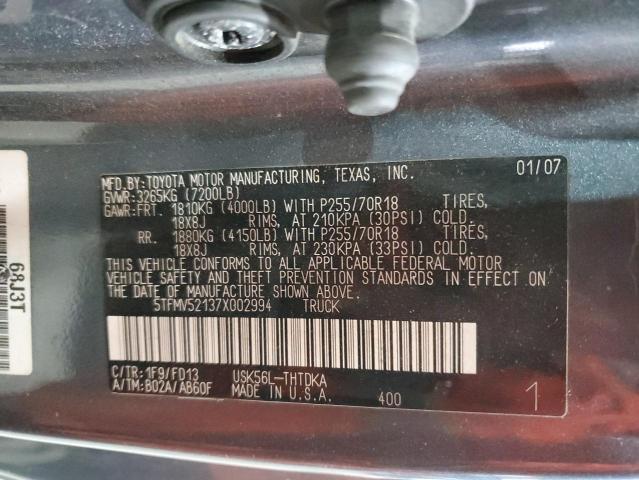 MFD.BY:TOYOTA MOTOR MANUFACTURING, TEXAS, INC. 01/07
GVWR: 3265KG (7200LB)
GAWR:FRT. 1810KG (4000LB) WITH P255/70R18 TIRES,
18X8J RIMS, AT 210KPA (30PSI) COLD.
RR. 1880KG (4150LB) WITH P255/70R18 TIRES,
18X8J RIMS, AT 230KPA (33PSI) COLD.
THIS VEHICLE CONFORMS TO ALL APPLICABLE FEDERAL MOTOR
VEHICLE SAFETY AND THEFT PREVENTION STANDARDS IN EFFECT ON THE
DATE OF MANUFACTURE SHOWN ABOVE.
5TFMV52137X002994 TRUCK
C/TR:1F9/FD13 USK56L-THTDKA
A/TM:B02A/AB60F MADE IN U.S.A. 400 1
68J3T